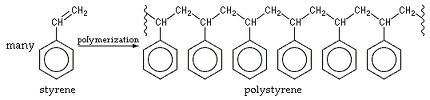 CH₂ CH₂ CH₂ CH₂ CH₂ CH₂ CH₂
CH CH CH CH CH CH CH
many polymerization
styrene polystyrene